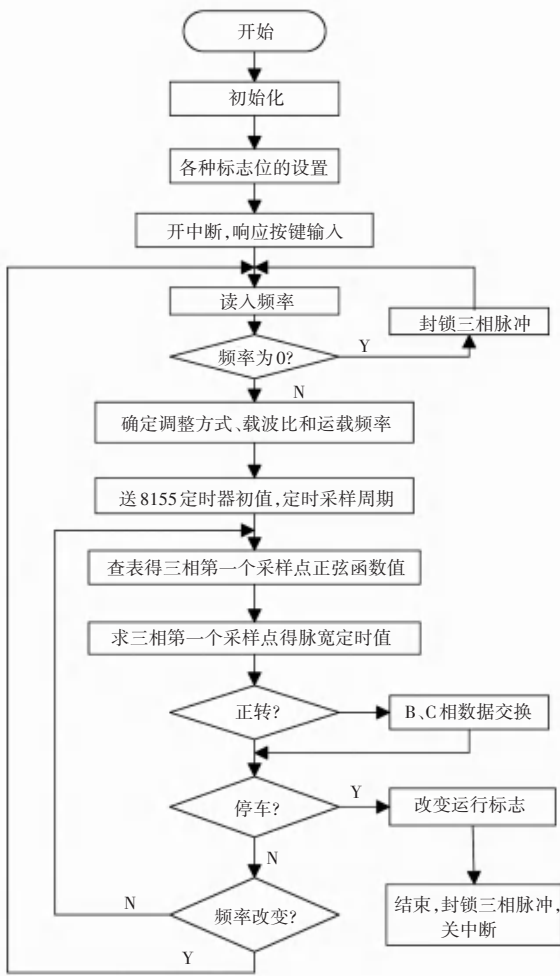 开始
初始化
各种标志位的设置
开中断,响应按键输入
读入频率
封锁三相脉冲
频率为0?
Y
N
确定调整方式、载波比和运载频率
送8155定时器初值,定时采样周期
查表得三相第一个采样点正弦函数值
求三相第一个采样点得脉宽定时值
正转?
B、C相数据交换
停车?
Y
改变运行标志
N
频率改变?
N
Y
结束,封锁三相脉冲,
关中断